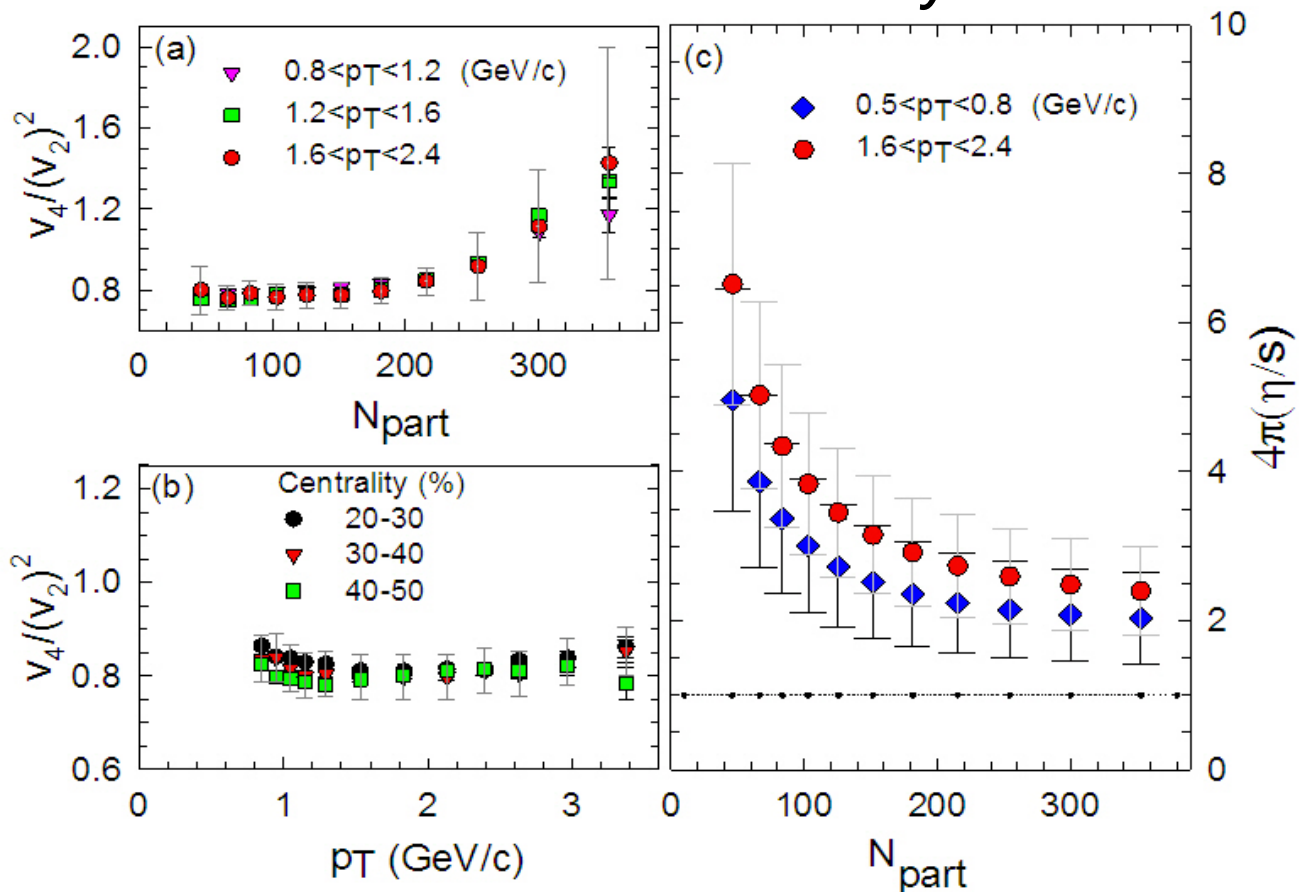 y
(a)
0.8<pT<1.2 (GeV/c)
1.2<pT<1.6
1.6<pT<2.4
v4/(v2)^2
2.0
1.6
1.2
0.8
0 100 200 300
Npart
(b)
Centrality (%)
20-30
30-40
40-50
v4/(v2)^2
1.2
1.0
0.8
0.6
0 1 2 3
pT (GeV/c)
(c)
0.5<pT<0.8 (GeV/c)
1.6<pT<2.4
10
8
6
4
2
0
4π(η/s)
0 100 200 300
Npart